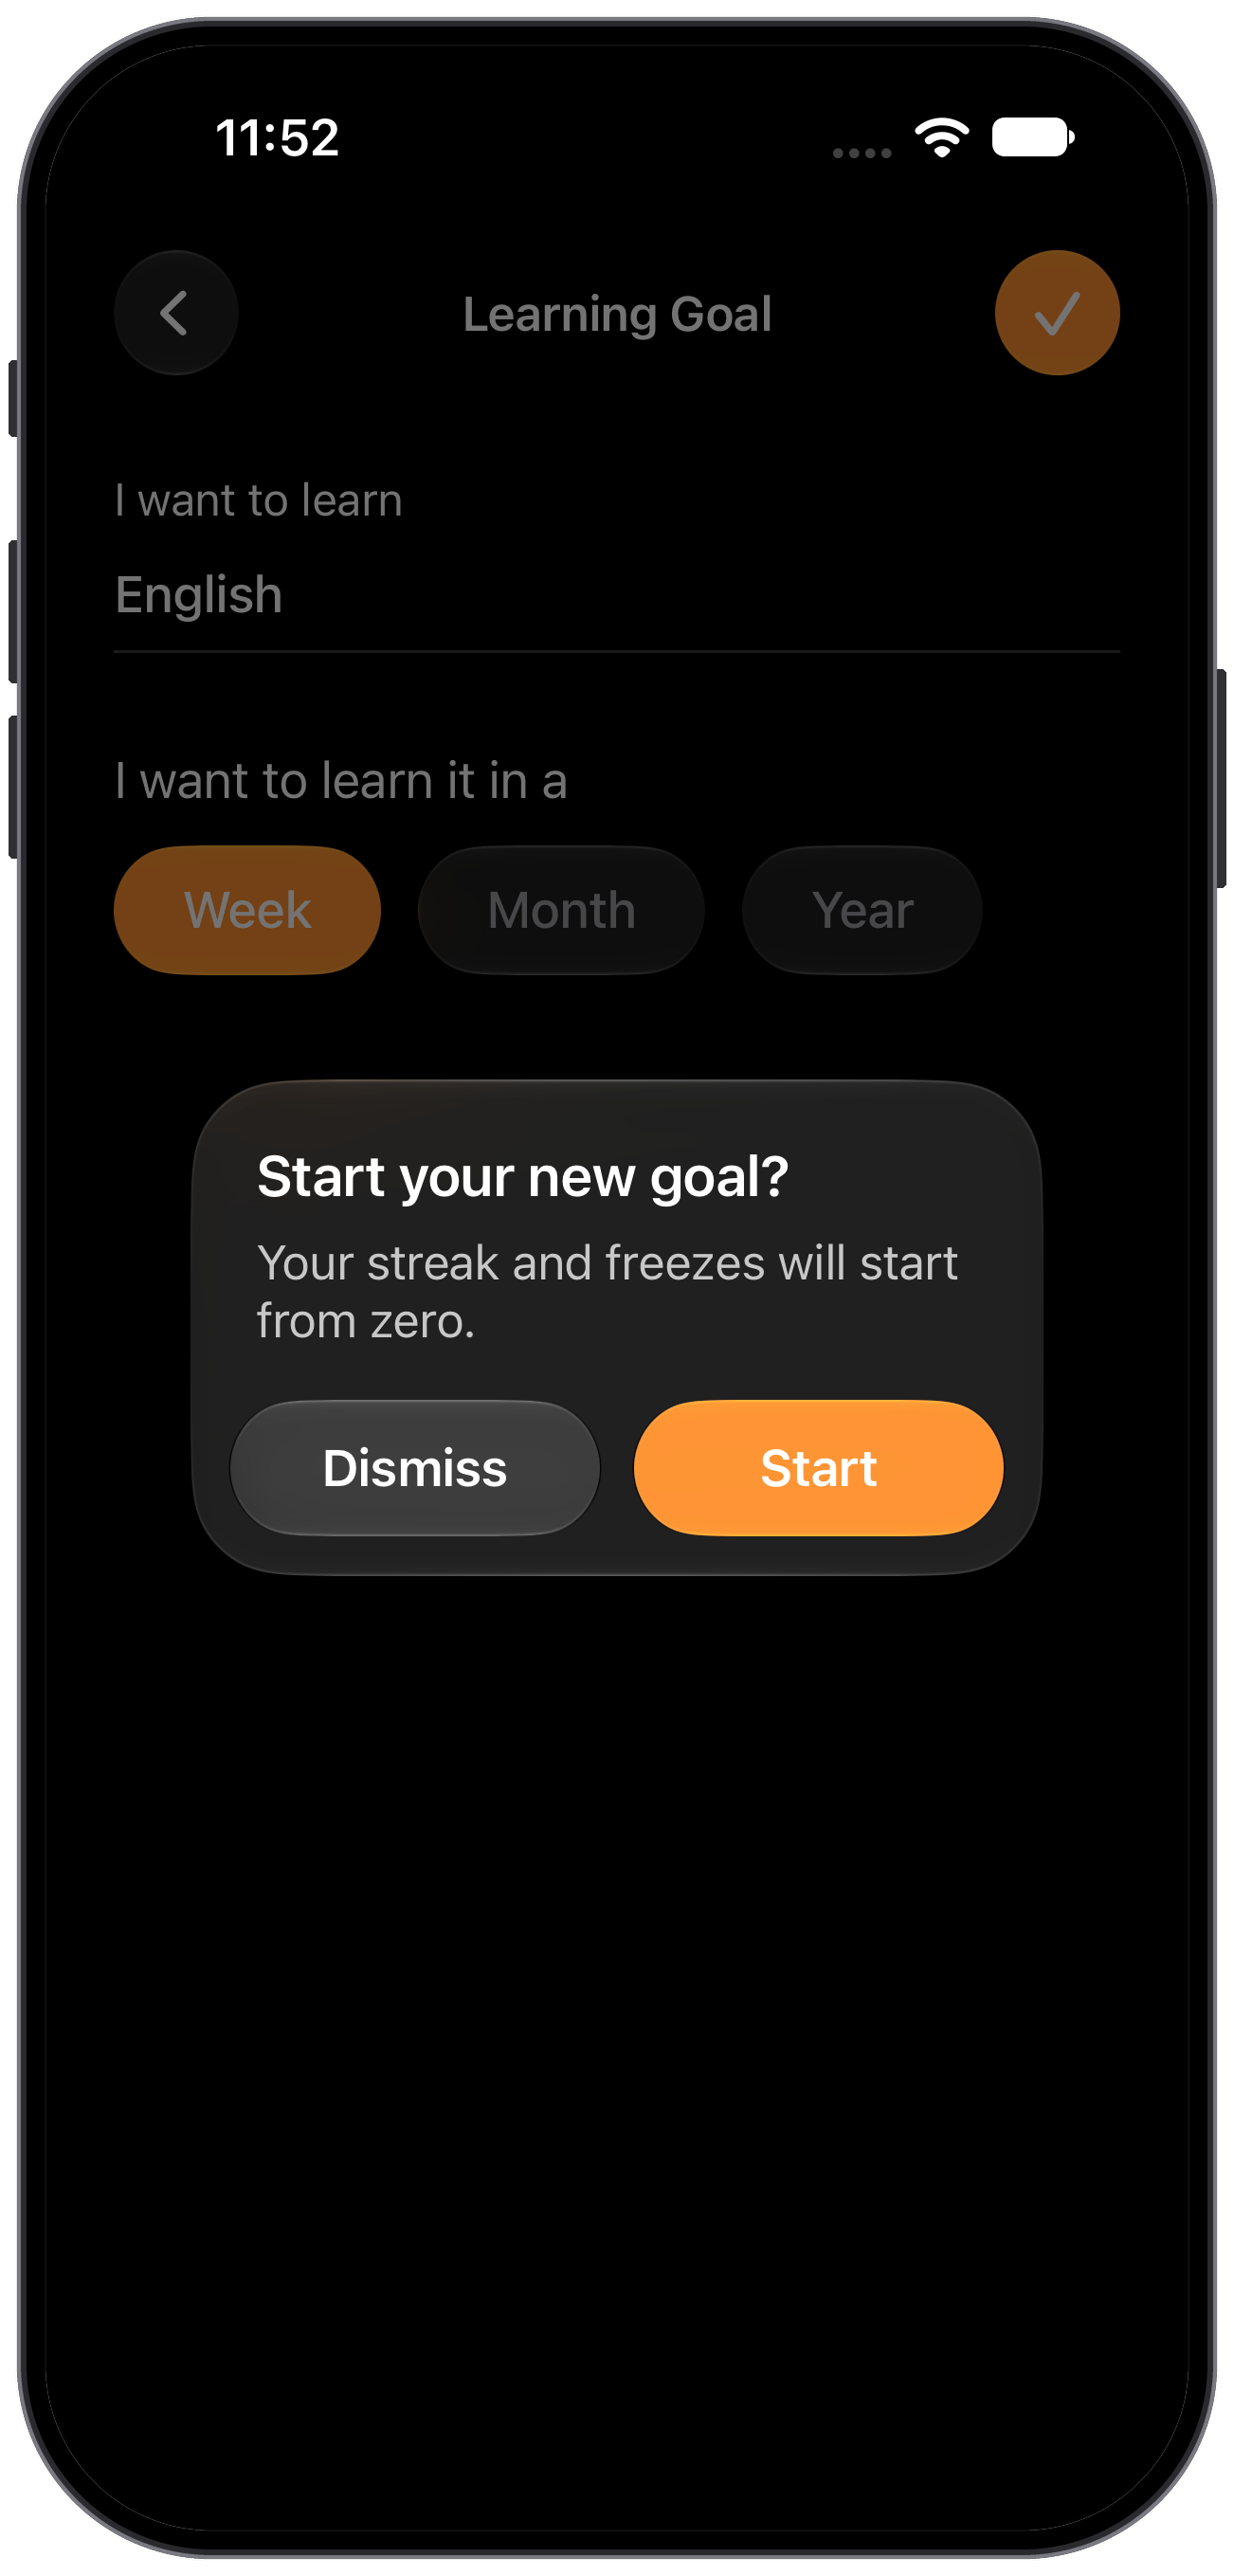 11:52
Learning Goal
I want to learn
English
I want to learn it in a
Week Month Year
Start your new goal?
Your streak and freezes will start
from zero.
Dismiss Start